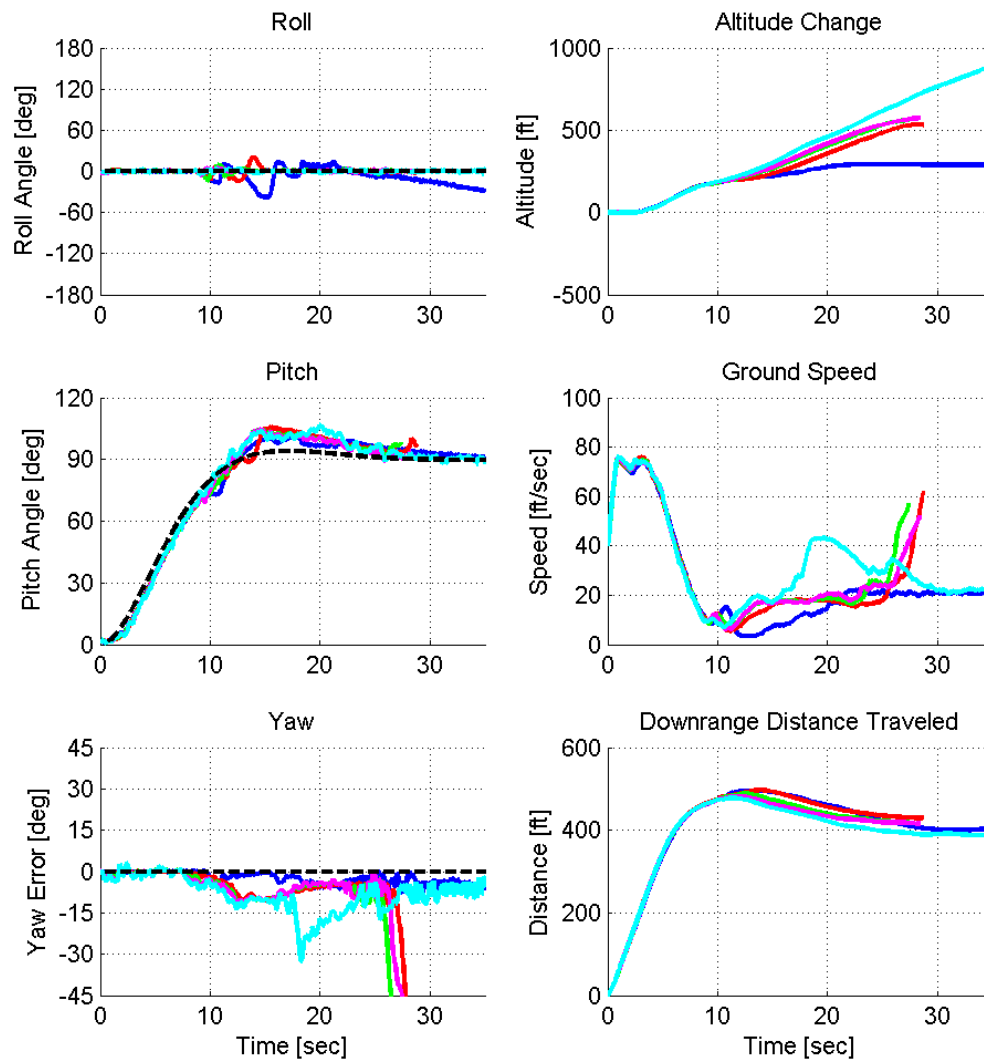 Roll
Altitude Change
180
120
60
0
-60
-120
-180
Roll Angle [deg]
0 10 20 30
1000
500
0
-500
Altitude [ft]
0 10 20 30
Pitch
Ground Speed
120
90
60
30
0
Pitch Angle [deg]
0 10 20 30
100
80
60
40
20
0
Speed [ft/sec]
0 10 20 30
Yaw
Downrange Distance Traveled
45
30
15
0
-15
-30
-45
Yaw Error [deg]
0 10 20 30
Time [sec]
600
400
200
0
Distance [ft]
0 10 20 30
Time [sec]